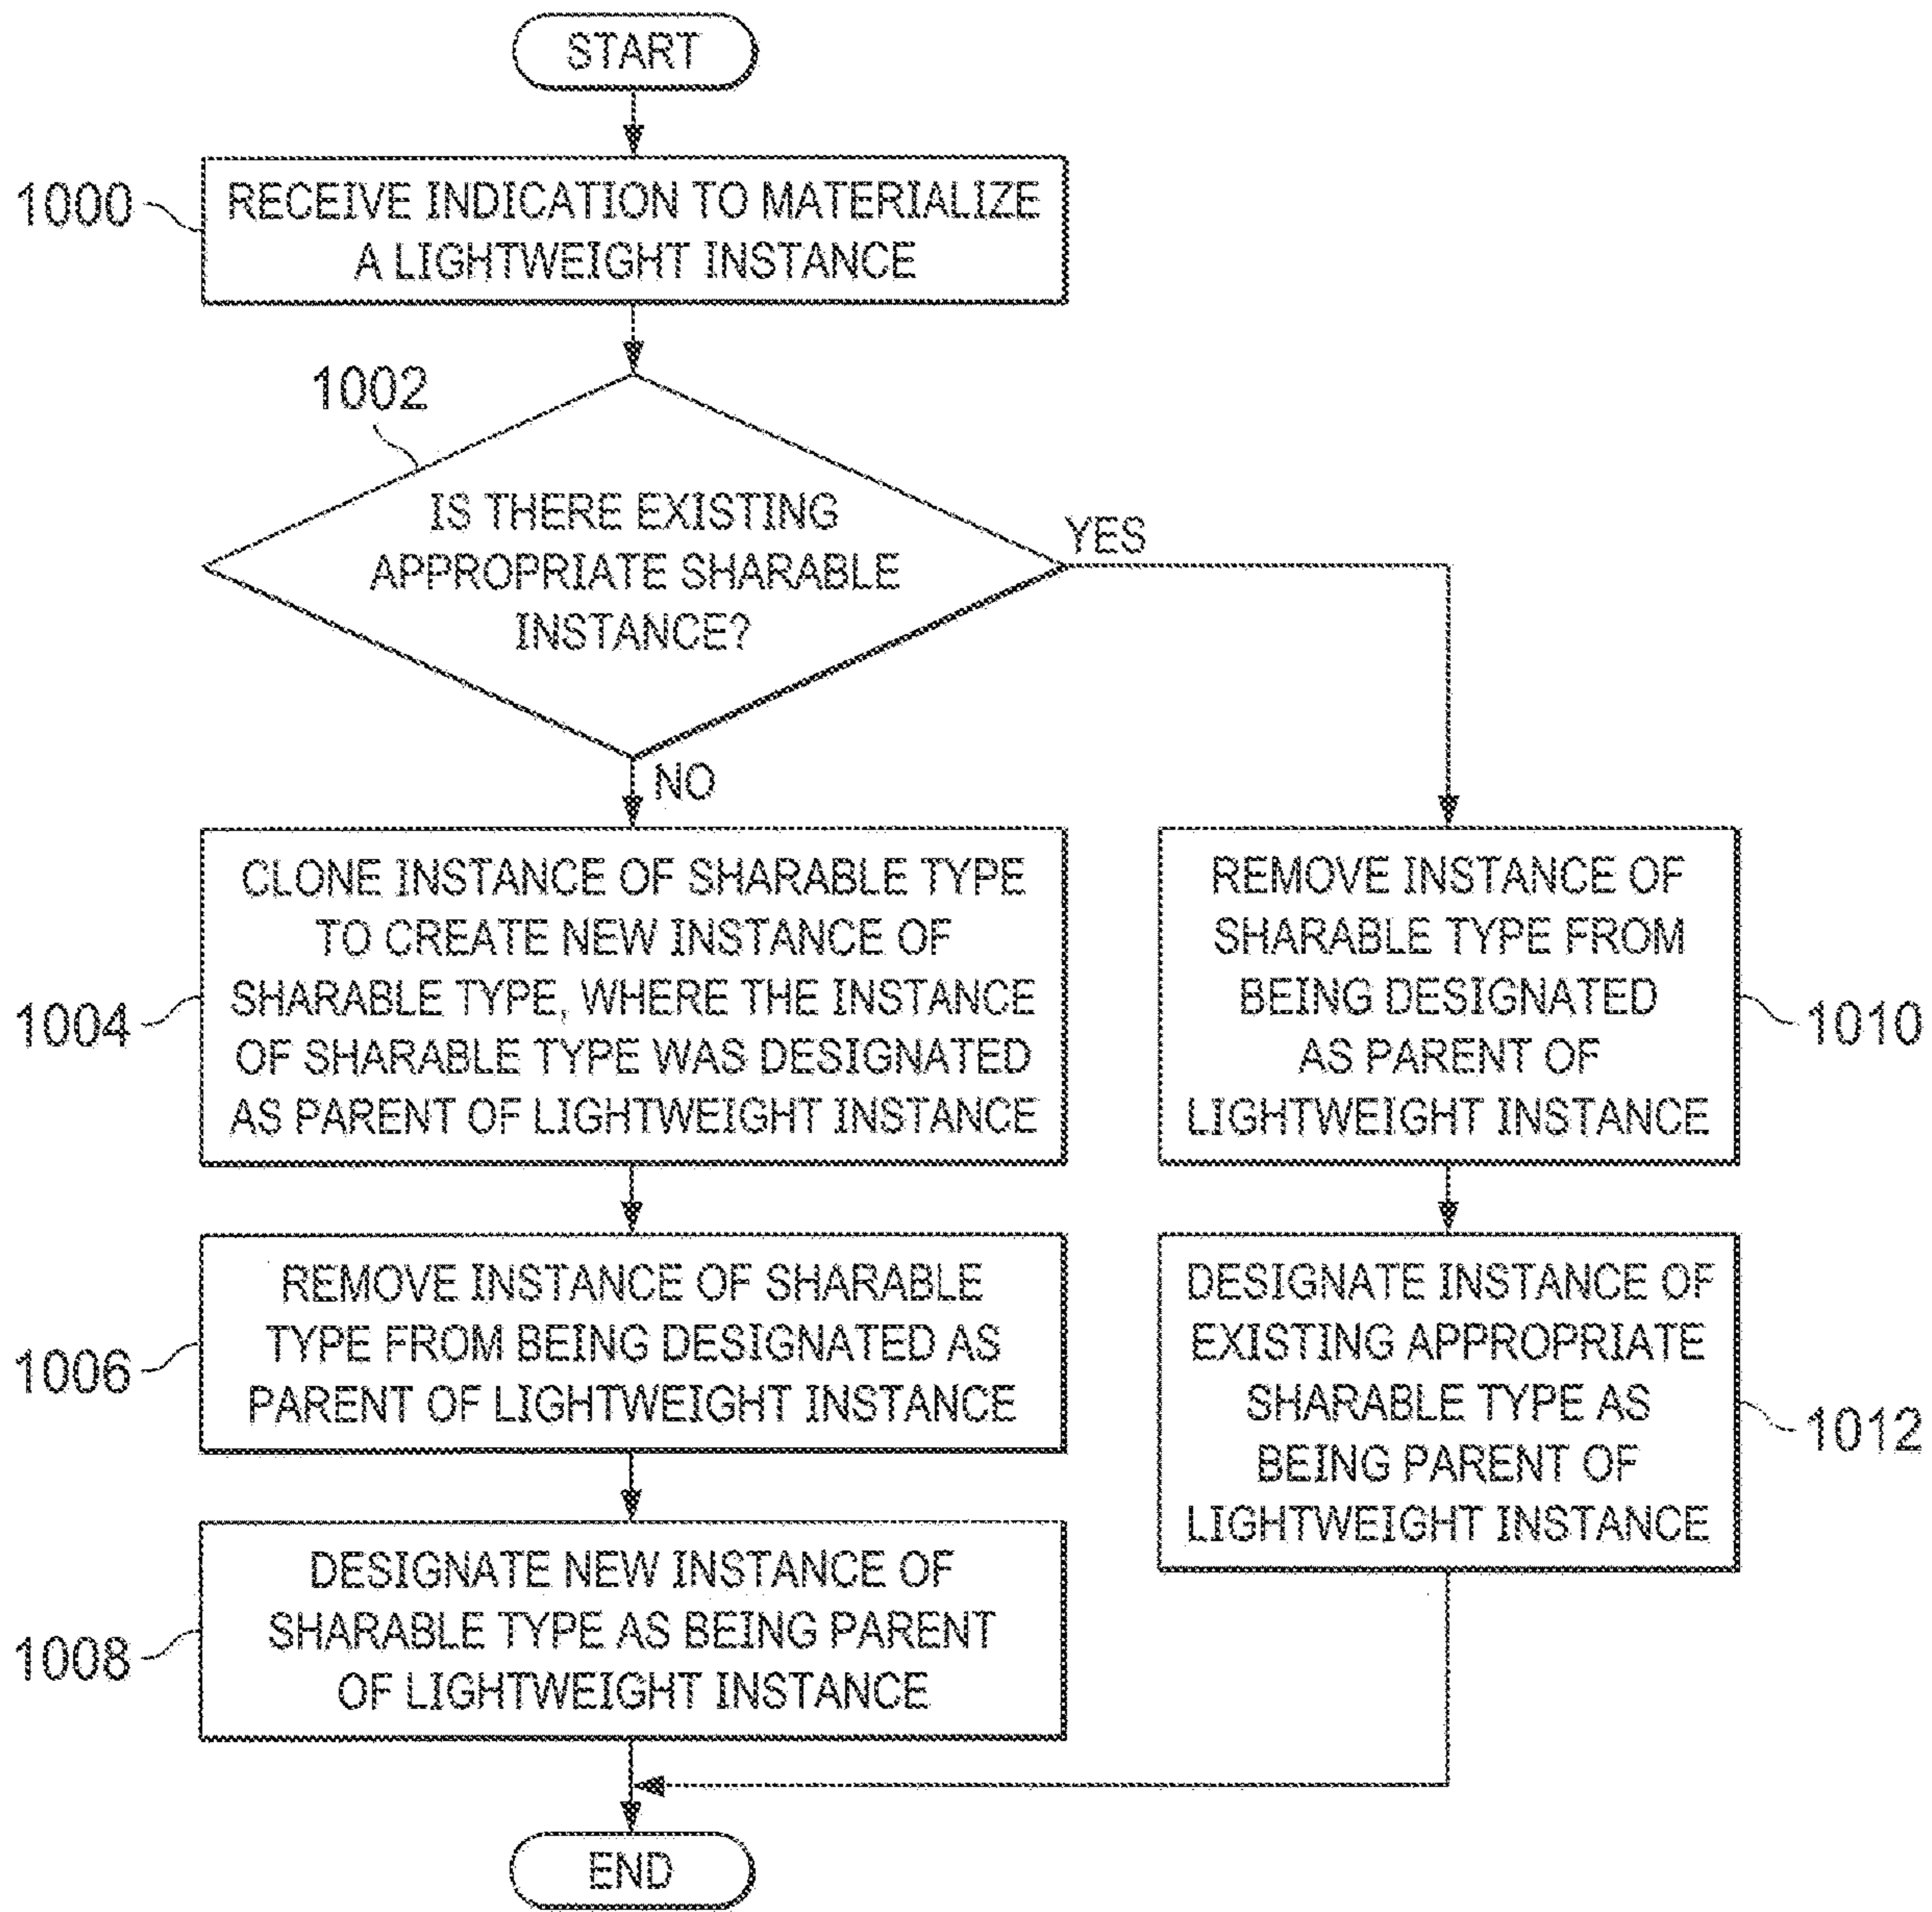 START
1000
RECEIVE INDICATION TO MATERIALIZE
A LIGHTWEIGHT INSTANCE
1002
IS THERE EXISTING
APPROPRIATE SHARABLE
INSTANCE?
YES
NO
1004
CLONE INSTANCE OF SHARABLE TYPE
TO CREATE NEW INSTANCE OF
SHARABLE TYPE, WHERE THE INSTANCE
OF SHARABLE TYPE WAS DESIGNATED
AS PARENT OF LIGHTWEIGHT INSTANCE
REMOVE INSTANCE OF
SHARABLE TYPE FROM
BEING DESIGNATED
AS PARENT OF
LIGHTWEIGHT INSTANCE
1010
1006
REMOVE INSTANCE OF SHARABLE
TYPE FROM BEING DESIGNATED AS
PARENT OF LIGHTWEIGHT INSTANCE
DESIGNATE INSTANCE OF
EXISTING APPROPRIATE
SHARABLE TYPE AS
BEING PARENT OF
LIGHTWEIGHT INSTANCE
1012
1008
DESIGNATE NEW INSTANCE OF
SHARABLE TYPE AS BEING PARENT
OF LIGHTWEIGHT INSTANCE
END